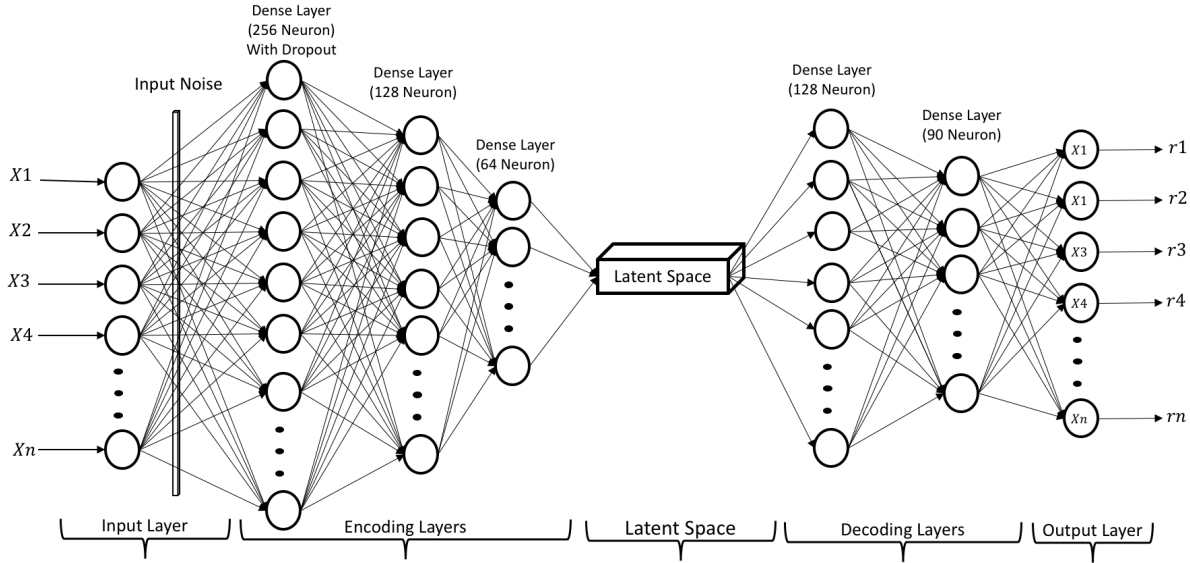 Dense Layer
(256 Neuron)
With Dropout
Input Noise
Dense Layer
(128 Neuron)
Dense Layer
(64 Neuron)
Dense Layer
(128 Neuron)
Dense Layer
(90 Neuron)
X1
X2
X3
X4
Xn
Latent Space
X1
X1
X3
X4
Xn
r1
r2
r3
r4
rn
Input Layer
Encoding Layers
Latent Space
Decoding Layers
Output Layer